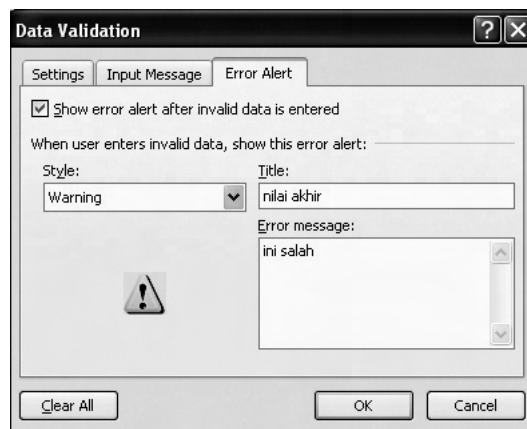 Data Validation
Settings Input Message Error Alert
Show error alert after invalid data is entered
When user enters invalid data, show this error alert:
Style: Title:
Warning nilai akhir
Error message:
ini salah
Clear All OK Cancel